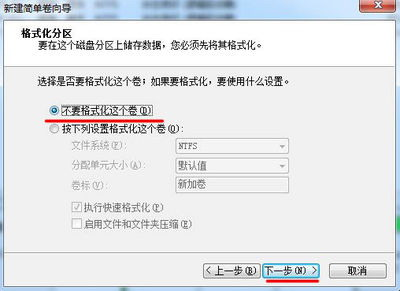 新建简单卷向导
格式化分区
要在这个磁盘分区上储存数据，您必须先将其格式化。
选择是否要格式化这个卷；如果要格式化，要使用什么设置。
不要格式化这个卷(D)
按下列设置格式化这个卷(O):
文件系统(F): NTFS
分配单元大小(A): 默认值
卷标(V): 新加卷
执行快速格式化(P)
启用文件和文件夹压缩(E)
<上一步(B) 下一步(N)> 取消